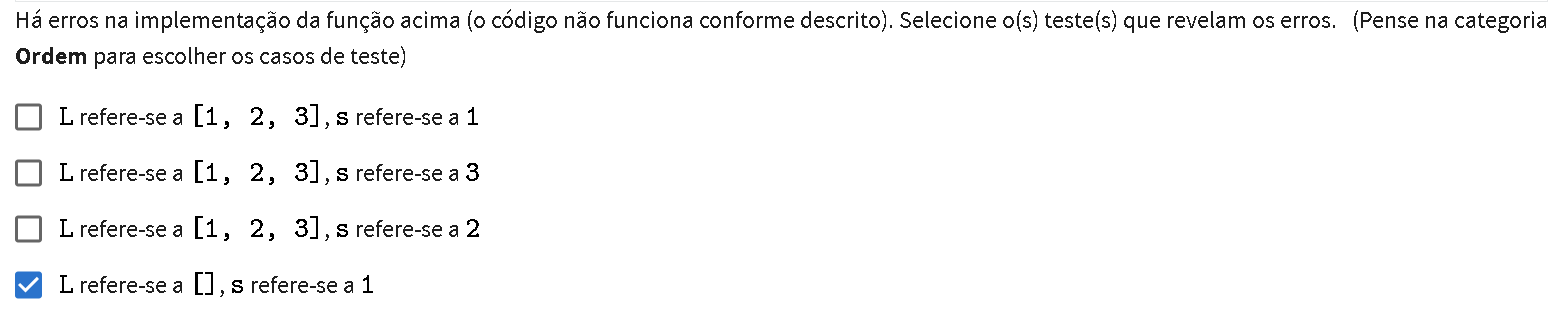 Há erros na implementação da função acima (o código não funciona conforme descrito). Selecione o(s) teste(s) que revelam os erros. (Pense na categoria
Ordem para escolher os casos de teste)
L refere-se a [1, 2, 3], s refere-se a 1
L refere-se a [1, 2, 3], s refere-se a 3
L refere-se a [1, 2, 3], s refere-se a 2
L refere-se a [], s refere-se a 1